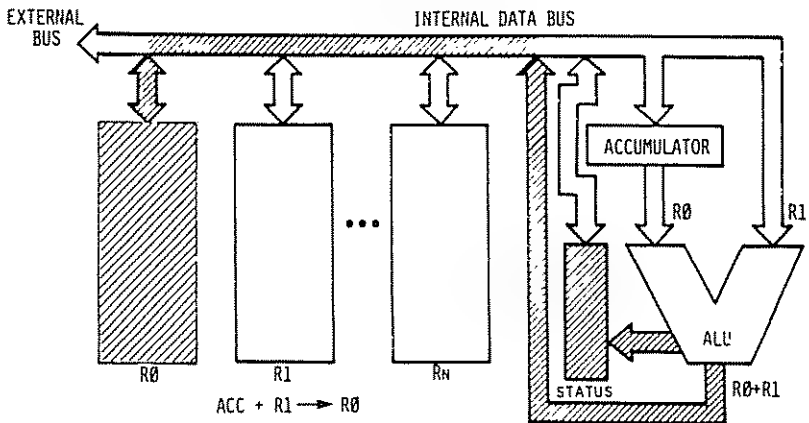 EXTERNAL
BUS
INTERNAL DATA BUS
ACCUMULATOR
RØ
R1
ALU
RØ
R1
RN
STATUS
RØ+R1
ACC + R1 → RØ